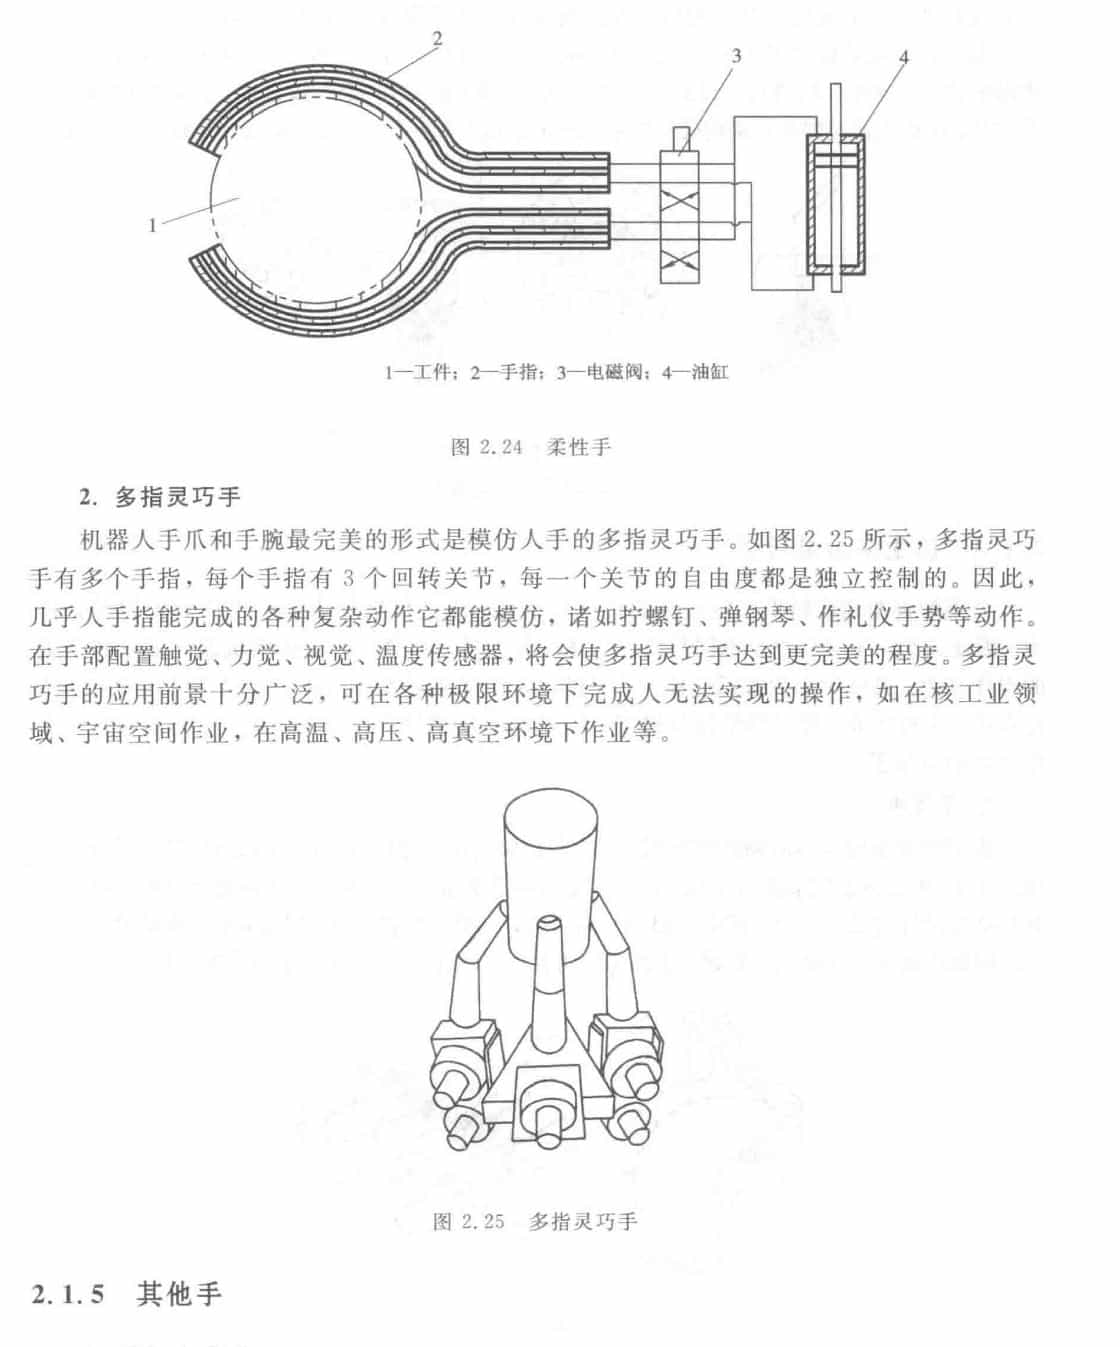 2
3
4
1
1—工件；2—手指；3—电磁阀；4—油缸
图 2.24 柔性手
2. 多指灵巧手
机器人手爪和手腕最完美的形式是模仿人手的多指灵巧手。如图 2.25 所示，多指灵巧
手有多个手指，每个手指有 3 个回转关节，每一个关节的自由度都是独立控制的。因此，
几乎人手指能完成的各种复杂动作它都能模仿，诸如拧螺钉、弹钢琴、作礼仪手势等动作。
在手部配置触觉、力觉、视觉、温度传感器，将会使多指灵巧手达到更完美的程度。多指灵
巧手的应用前景十分广泛，可在各种极限环境下完成人无法实现的操作，如在核工业领
域、宇宙空间作业，在高温、高压、高真空环境下作业等。
图 2.25 多指灵巧手
2.1.5 其他手